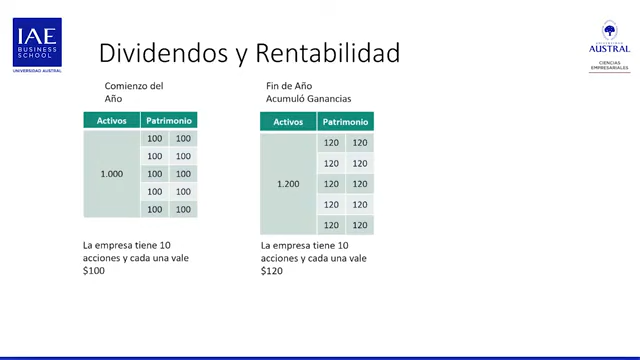 IAE
BUSINESS
SCHOOL
UNIVERSIDAD AUSTRAL
Dividendos y Rentabilidad
AUSTRAL
CIENCIAS
EMPRESARIALES
Comienzo del
Año
Activos Patrimonio
1.000
100 100
100 100
100 100
100 100
100 100
La empresa tiene 10
acciones y cada una vale
$100
Fin de Año
Acumuló Ganancias
Activos Patrimonio
1.200
120 120
120 120
120 120
120 120
120 120
La empresa tiene 10
acciones y cada una vale
$120